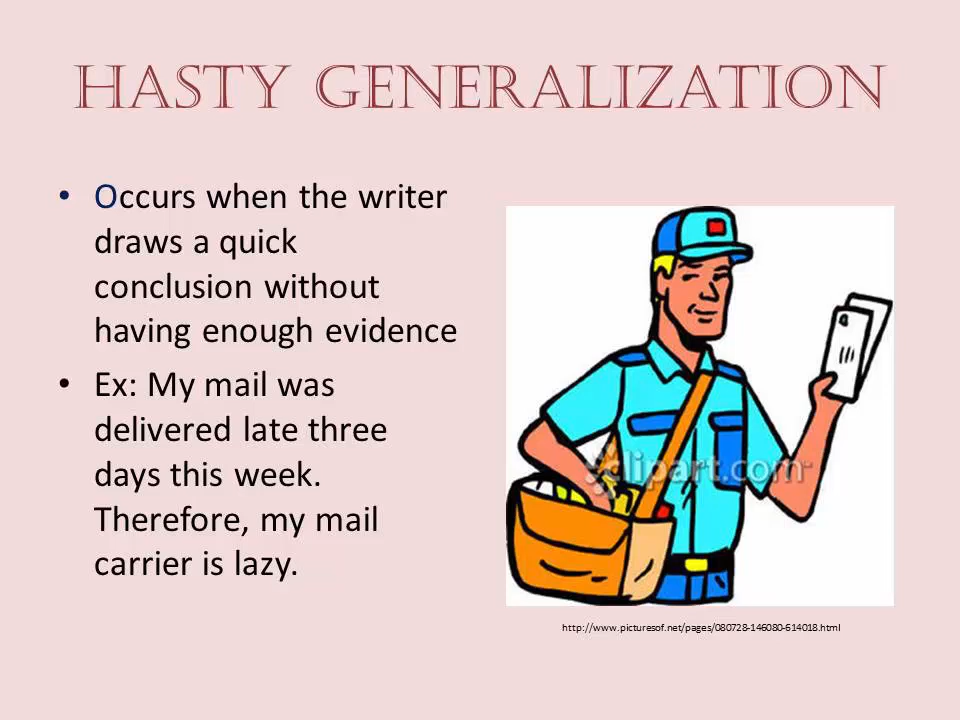 HASTY GENERALIZATION
• Occurs when the writer
draws a quick
conclusion without
having enough evidence
• Ex: My mail was
delivered late three
days this week.
Therefore, my mail
carrier is lazy.
clipart.com
http://www.picturesof.net/pages/080728-146080-614018.html